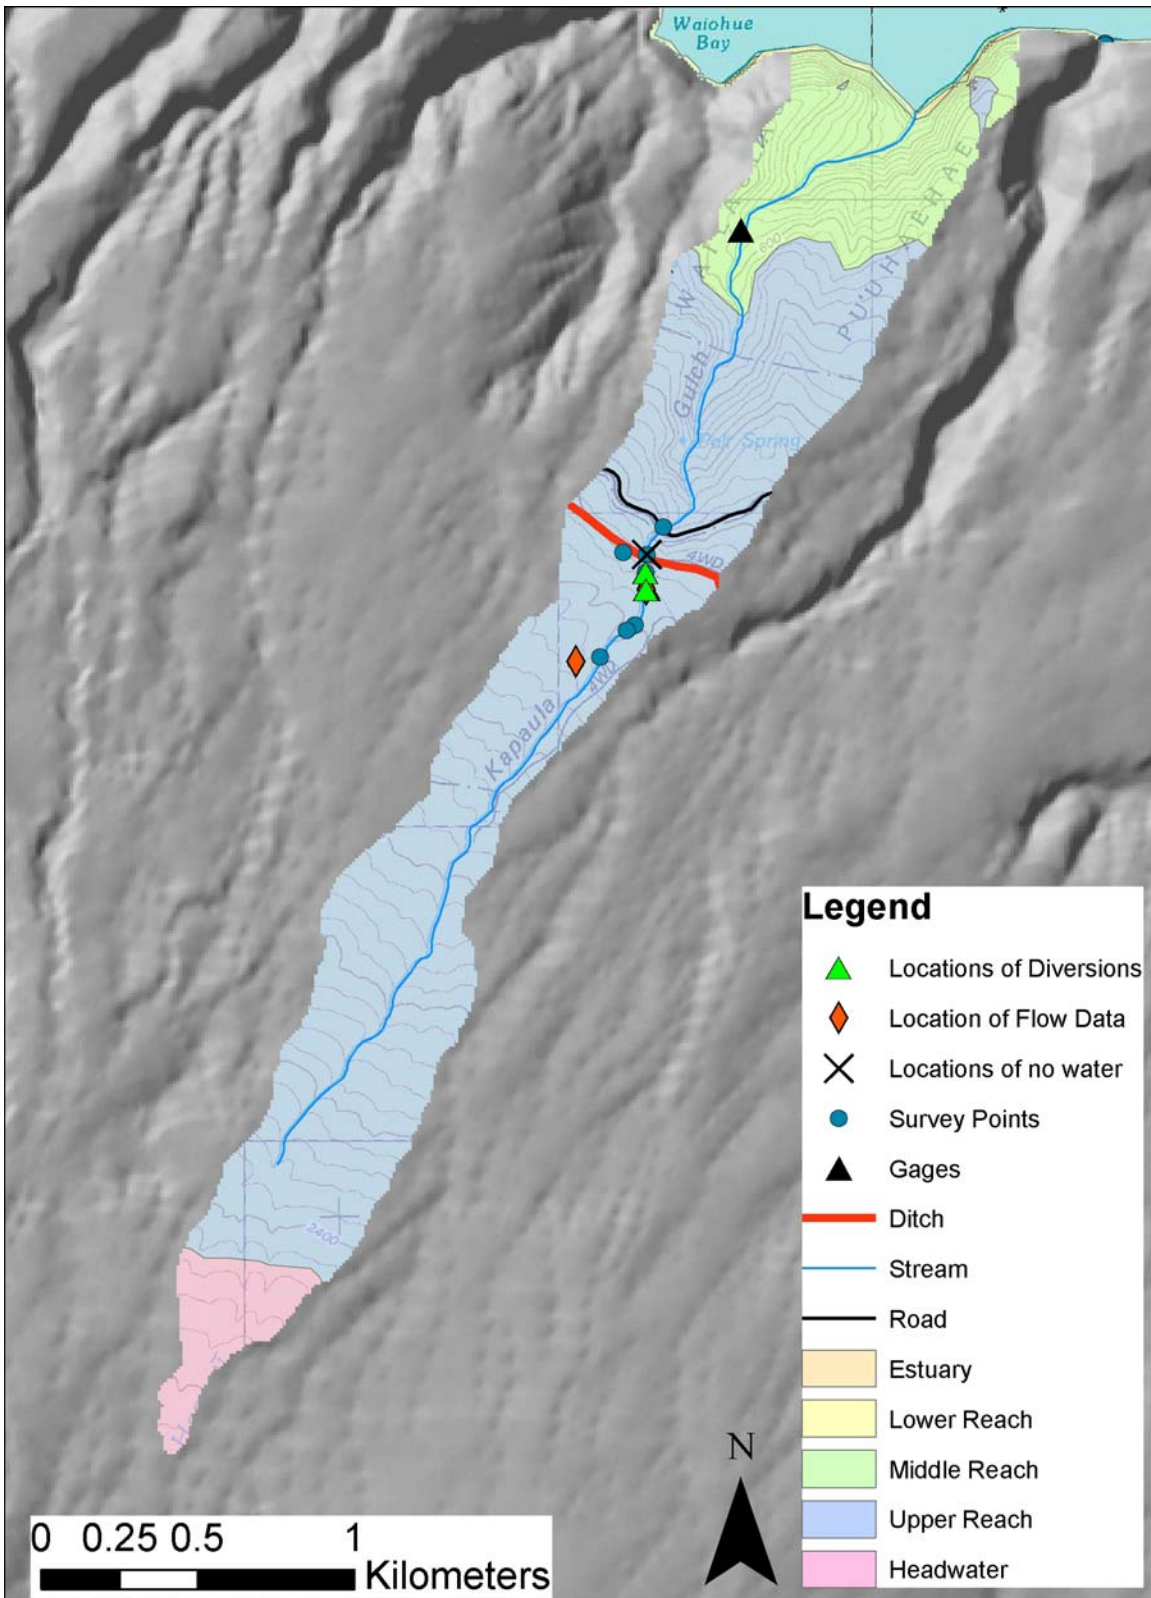 Waiohue
Bay
600
PU'UHAEHAE
Gulch
Spring
4WD
4WD
Kapaula
2400
Legend
Locations of Diversions
Location of Flow Data
Locations of no water
Survey Points
Gages
Ditch
Stream
Road
Estuary
Lower Reach
Middle Reach
Upper Reach
Headwater
N
0 0.25 0.5 1
Kilometers